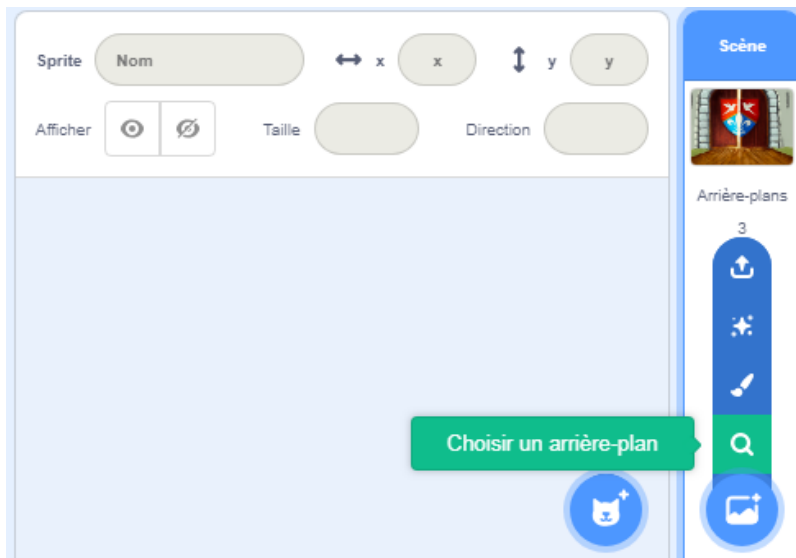 Sprite Nom x x y y
Afficher Taille Direction
Scène
Arrière-plans
3
Choisir un arrière-plan